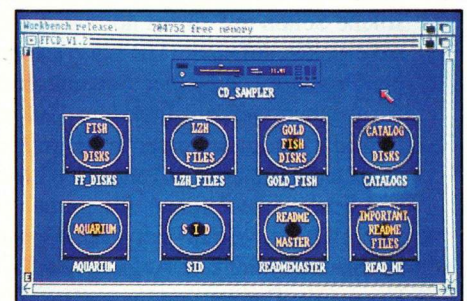 Workbench release.    704752 free memory
FFCD_V1.2
CD_SAMPLER
FISH DISKS
LZH FILES
GOLD FISH DISKS
CATALOG DISKS
FF_DISKS
LZH_FILES
GOLD_FISH
CATALOGS
AQUARIUM
S I D
README MASTER
IMPORTANT README FILES
AQUARIUM
SID
READMEMASTER
READ_ME